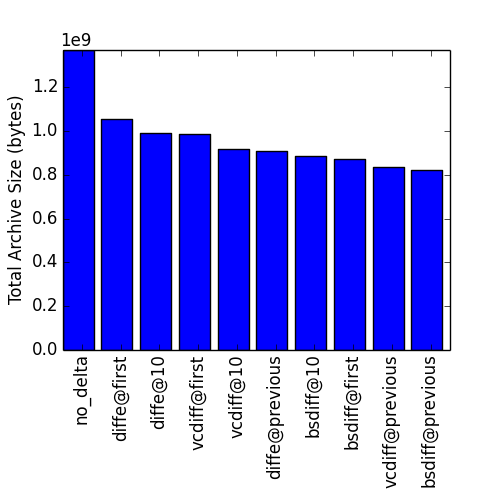 1e9
Total Archive Size (bytes)
1.2
1.0
0.8
0.6
0.4
0.2
0.0
no_delta
diffe@first
diffe@10
vcdiff@first
vcdiff@10
diffe@previous
bsdiff@10
bsdiff@first
vcdiff@previous
bsdiff@previous